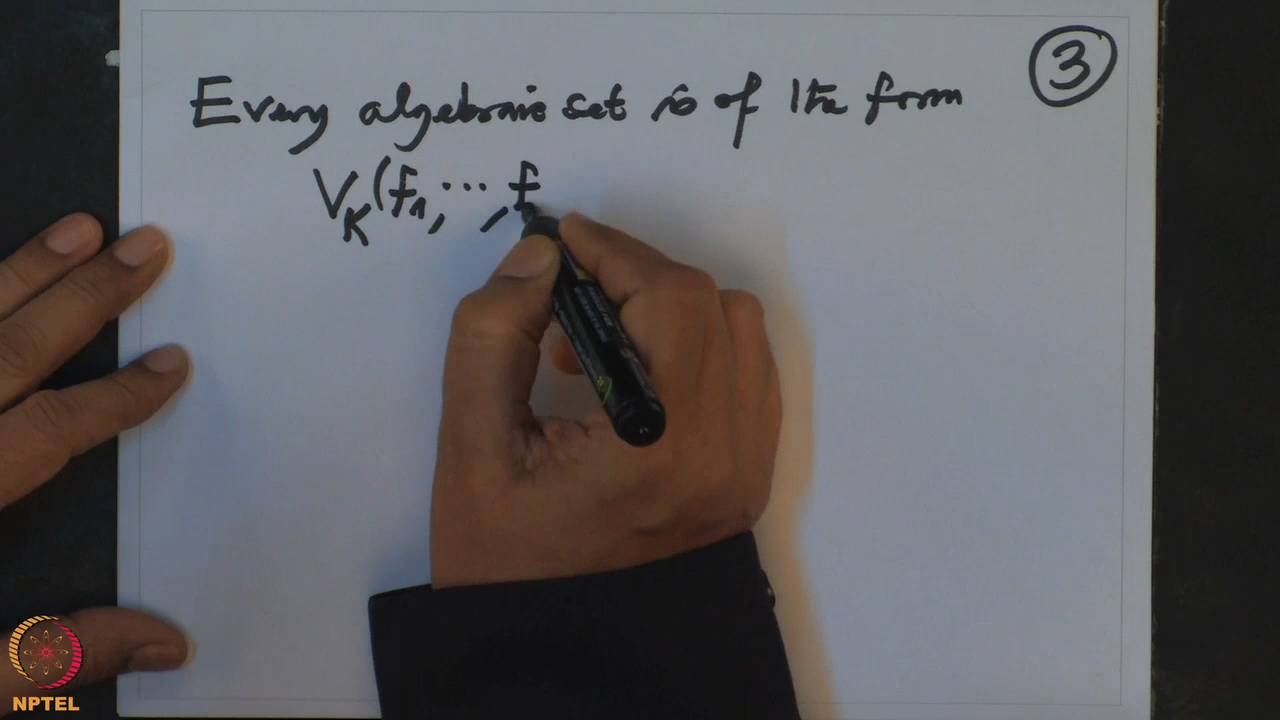 ③
Every algebraic set is of the form
V_K(f_1, ..., f
NPTEL